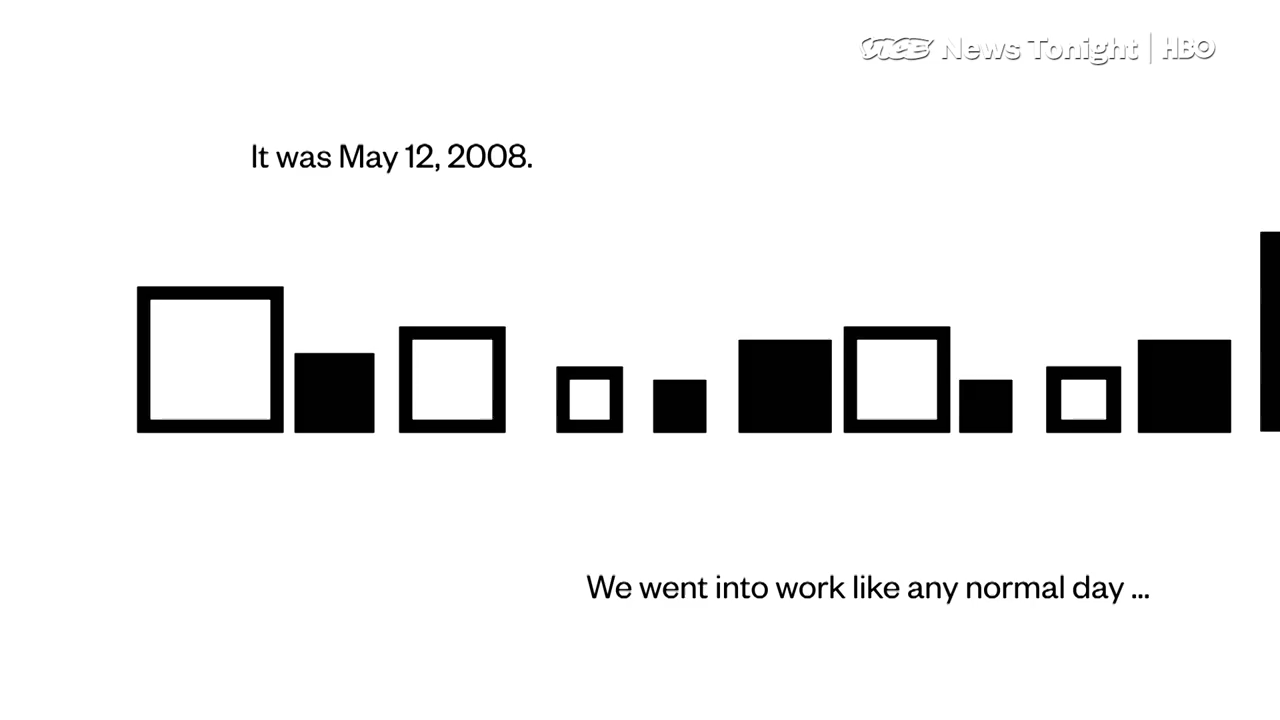 VICE News Tonight | HBO
It was May 12, 2008.
We went into work like any normal day ...